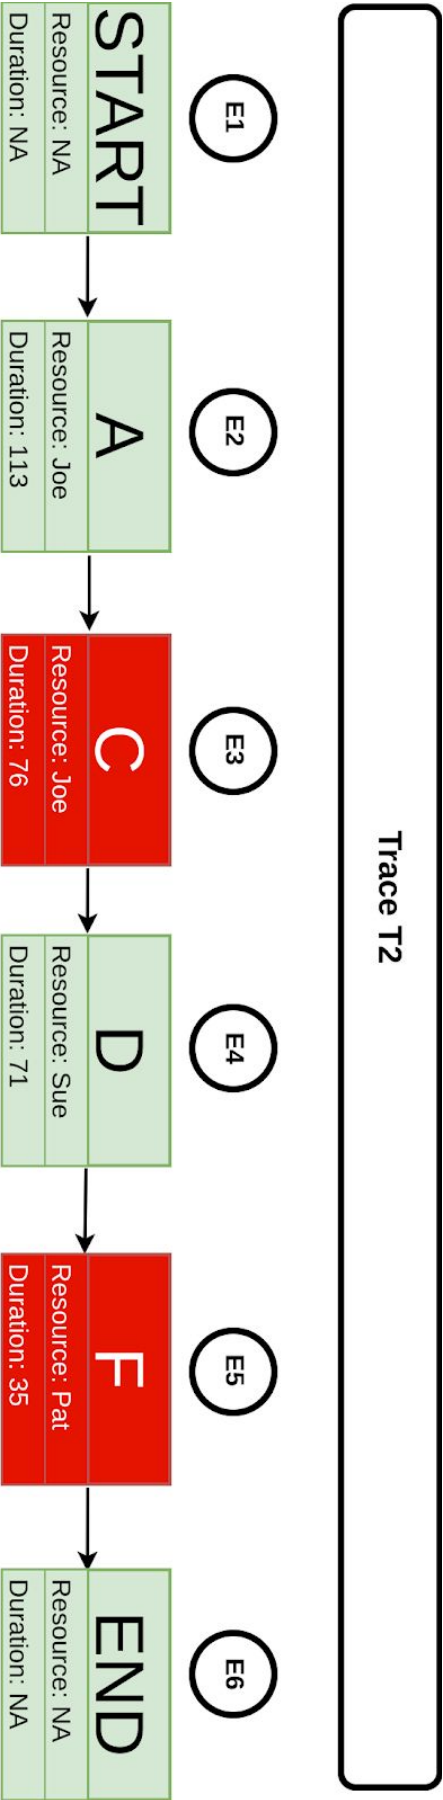 Trace T2
E1
E2
E3
E4
E5
E6
START
Resource: NA
Duration: NA
A
Resource: Joe
Duration: 113
C
Resource: Joe
Duration: 76
D
Resource: Sue
Duration: 71
F
Resource: Pat
Duration: 35
END
Resource: NA
Duration: NA